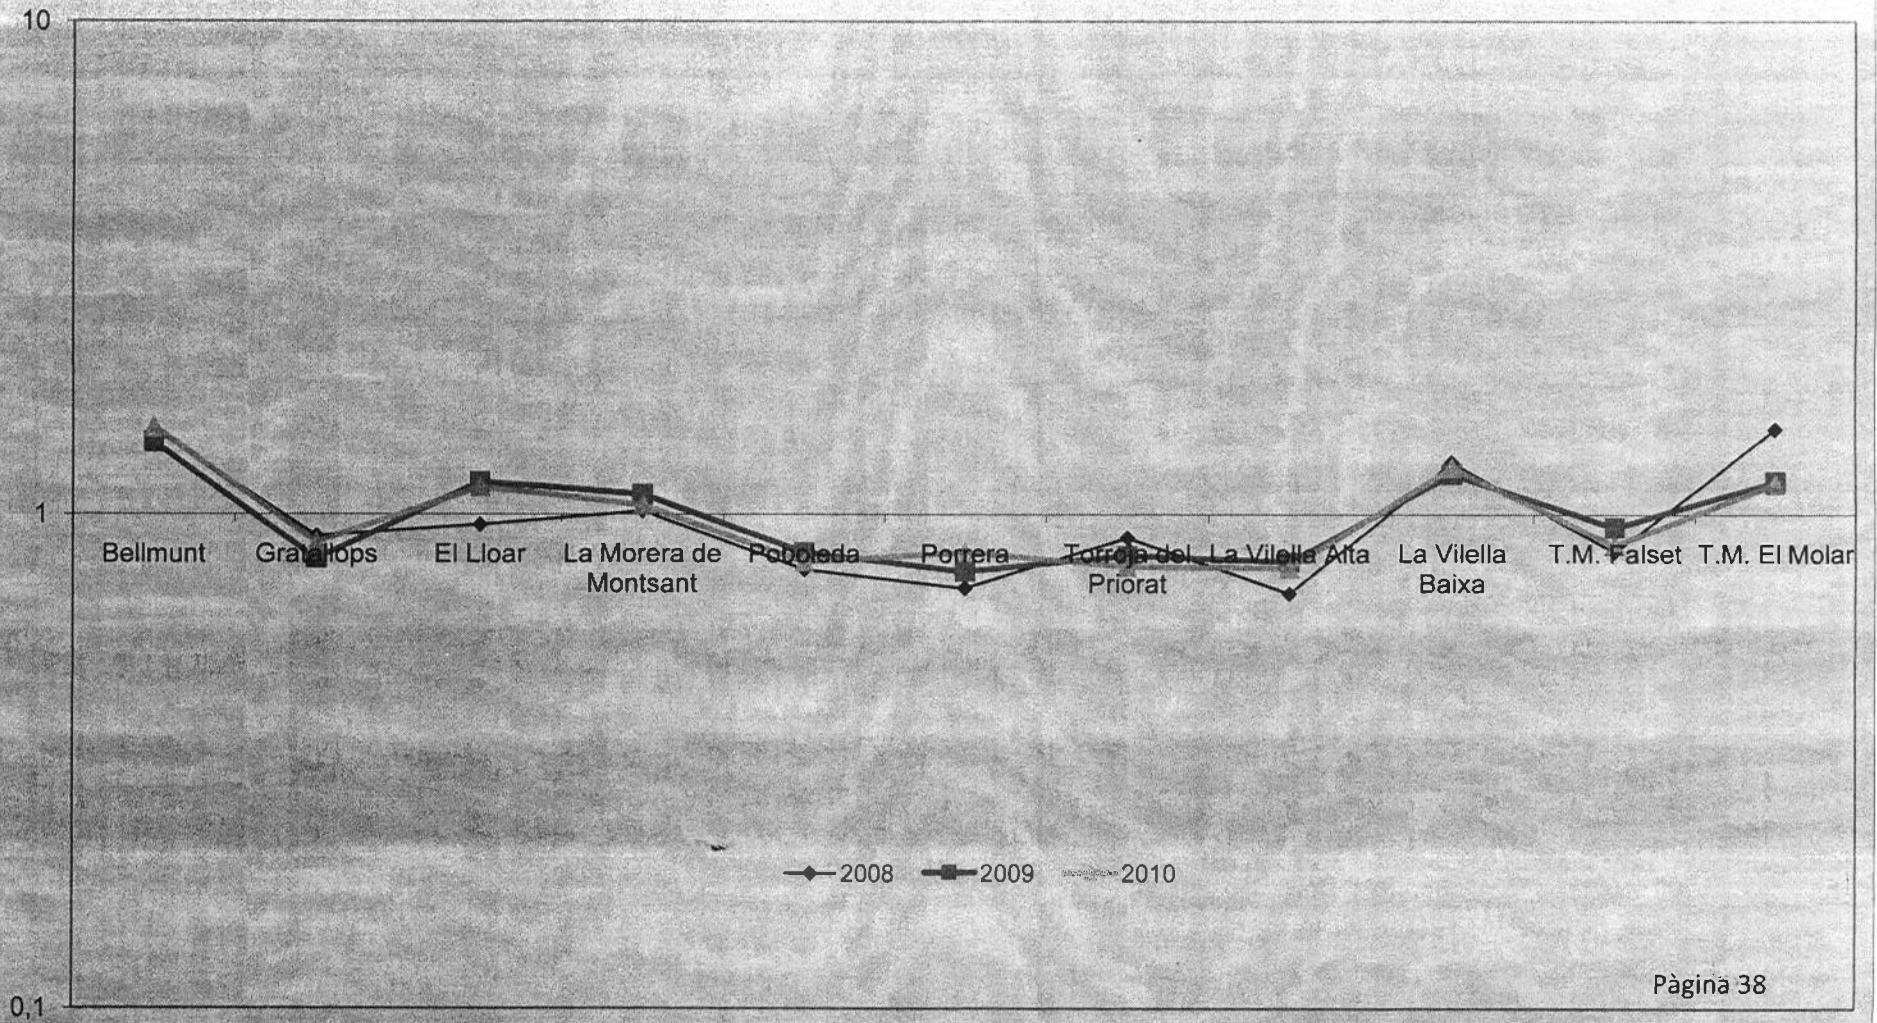 10
1
Bellmunt
Gratallops
El Lloar
La Morera de
Montsant
Poboleda
Porrera
Torroja del
Priorat
La Vilella Alta
La Vilella
Baixa
T.M. Falset
T.M. El Molar
2008
2009
2010
Pàgina 38
0,1